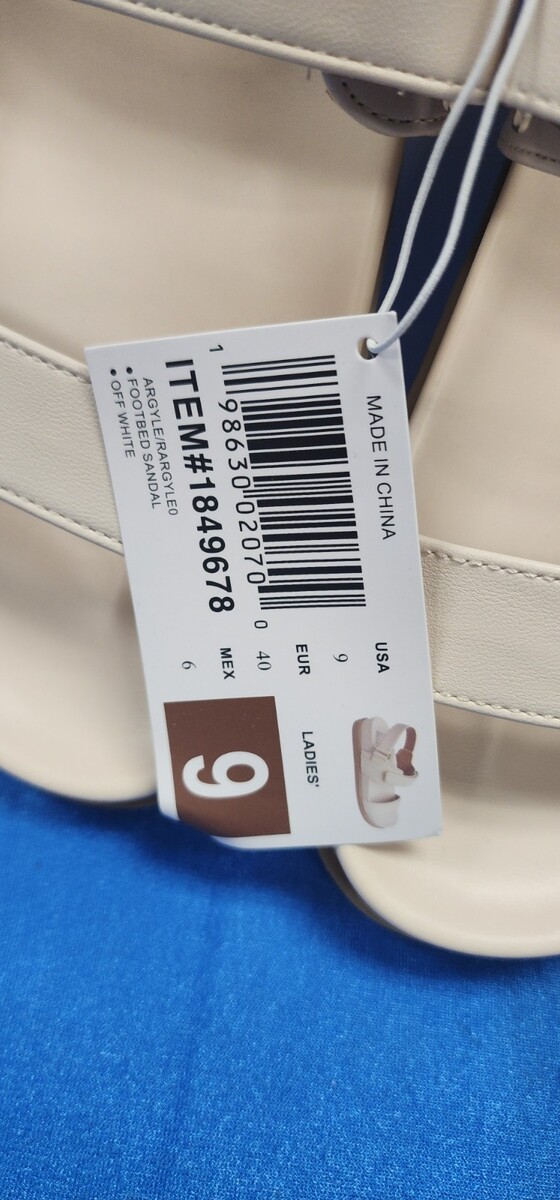 MADE IN CHINA
1 98630 02070 0
ITEM#1849678
ARGYLE/RARGYLE0
• FOOTBED SANDAL
• OFF WHITE
USA
9
EUR
40
MEX
6
LADIES'
9